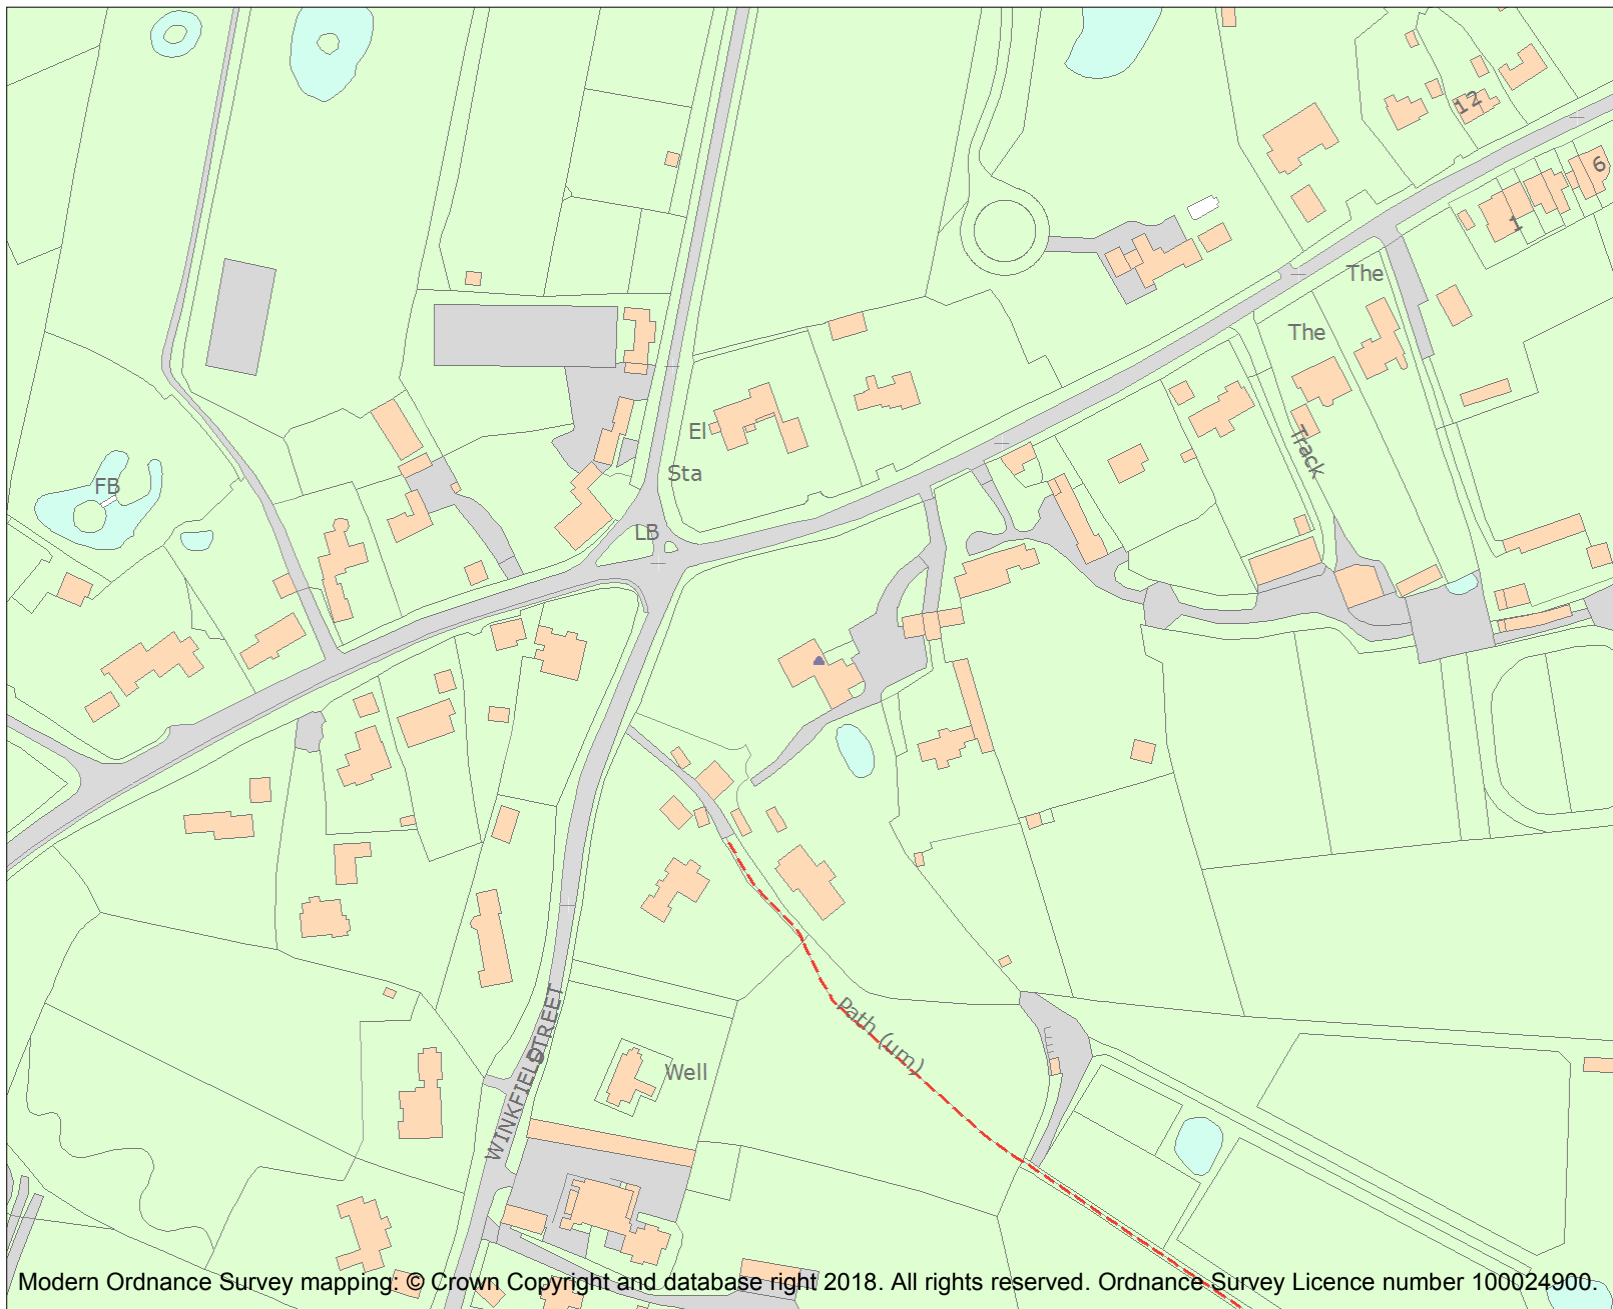 12
6
1
The
The
El
Sta
Track
FB
LB
Path (um)
WINKFIELD STREET
Well
Modern Ordnance Survey mapping: © Crown Copyright and database right 2018. All rights reserved. Ordnance Survey Licence number 100024900.